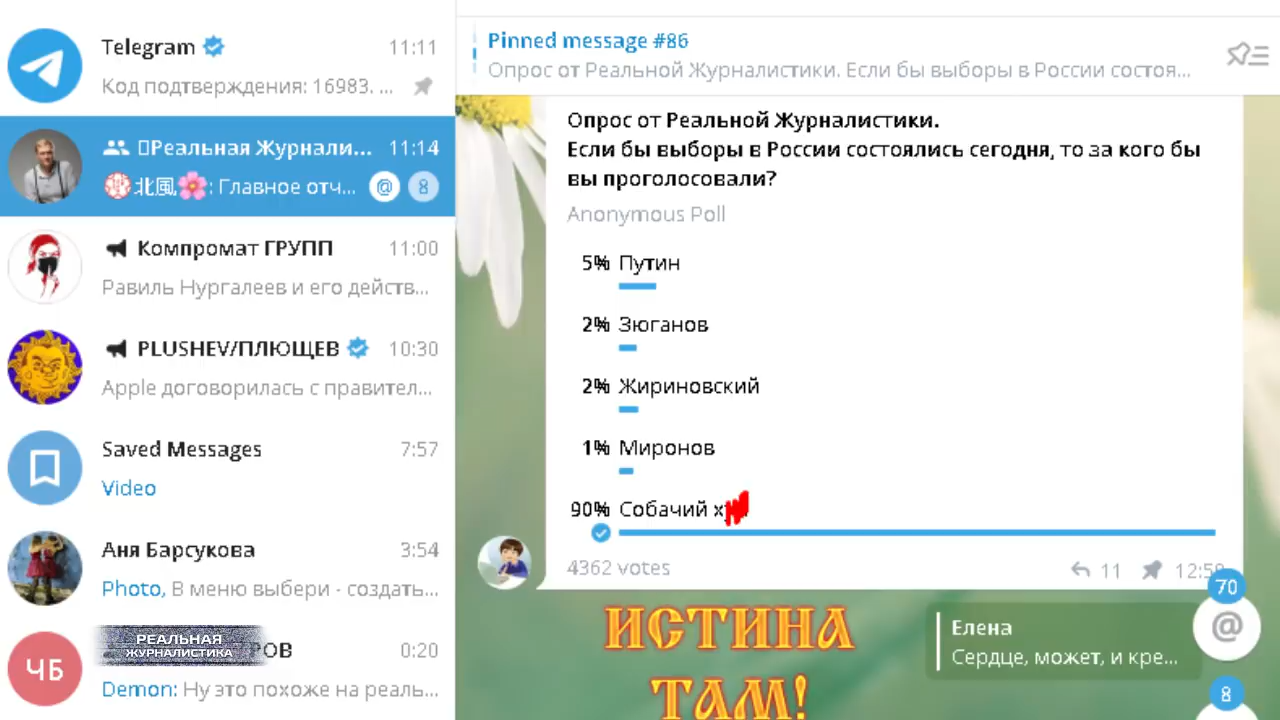 Telegram 11:11
Код подтверждения: 16983. ...
Реальная Журнали... 11:14
北風: Главное отч... @ 8
Компромат ГРУПП 11:00
Равиль Нургалеев и его действ...
PLUSHEV/ПЛЮЩЕВ 10:30
Apple договорилась с правител...
Saved Messages 7:57
Video
Аня Барсукова 3:54
Photo, В меню выбери - создать...
ЧБ
РЕАЛЬНАЯ
ЖУРНАЛИСТИКА
РОВ 0:20
Demon: Ну это похоже на реаль...
Pinned message #86
Опрос от Реальной Журналистики. Если бы выборы в России состоя...
Опрос от Реальной Журналистики.
Если бы выборы в России состоялись сегодня, то за кого бы
вы проголосовали?
Anonymous Poll
5% Путин
2% Зюганов
2% Жириновский
1% Миронов
90% Собачий
4362 votes
11
70
@
ИСТИНА
ТАМ!
Елена
Сердце, может, и кре...
8